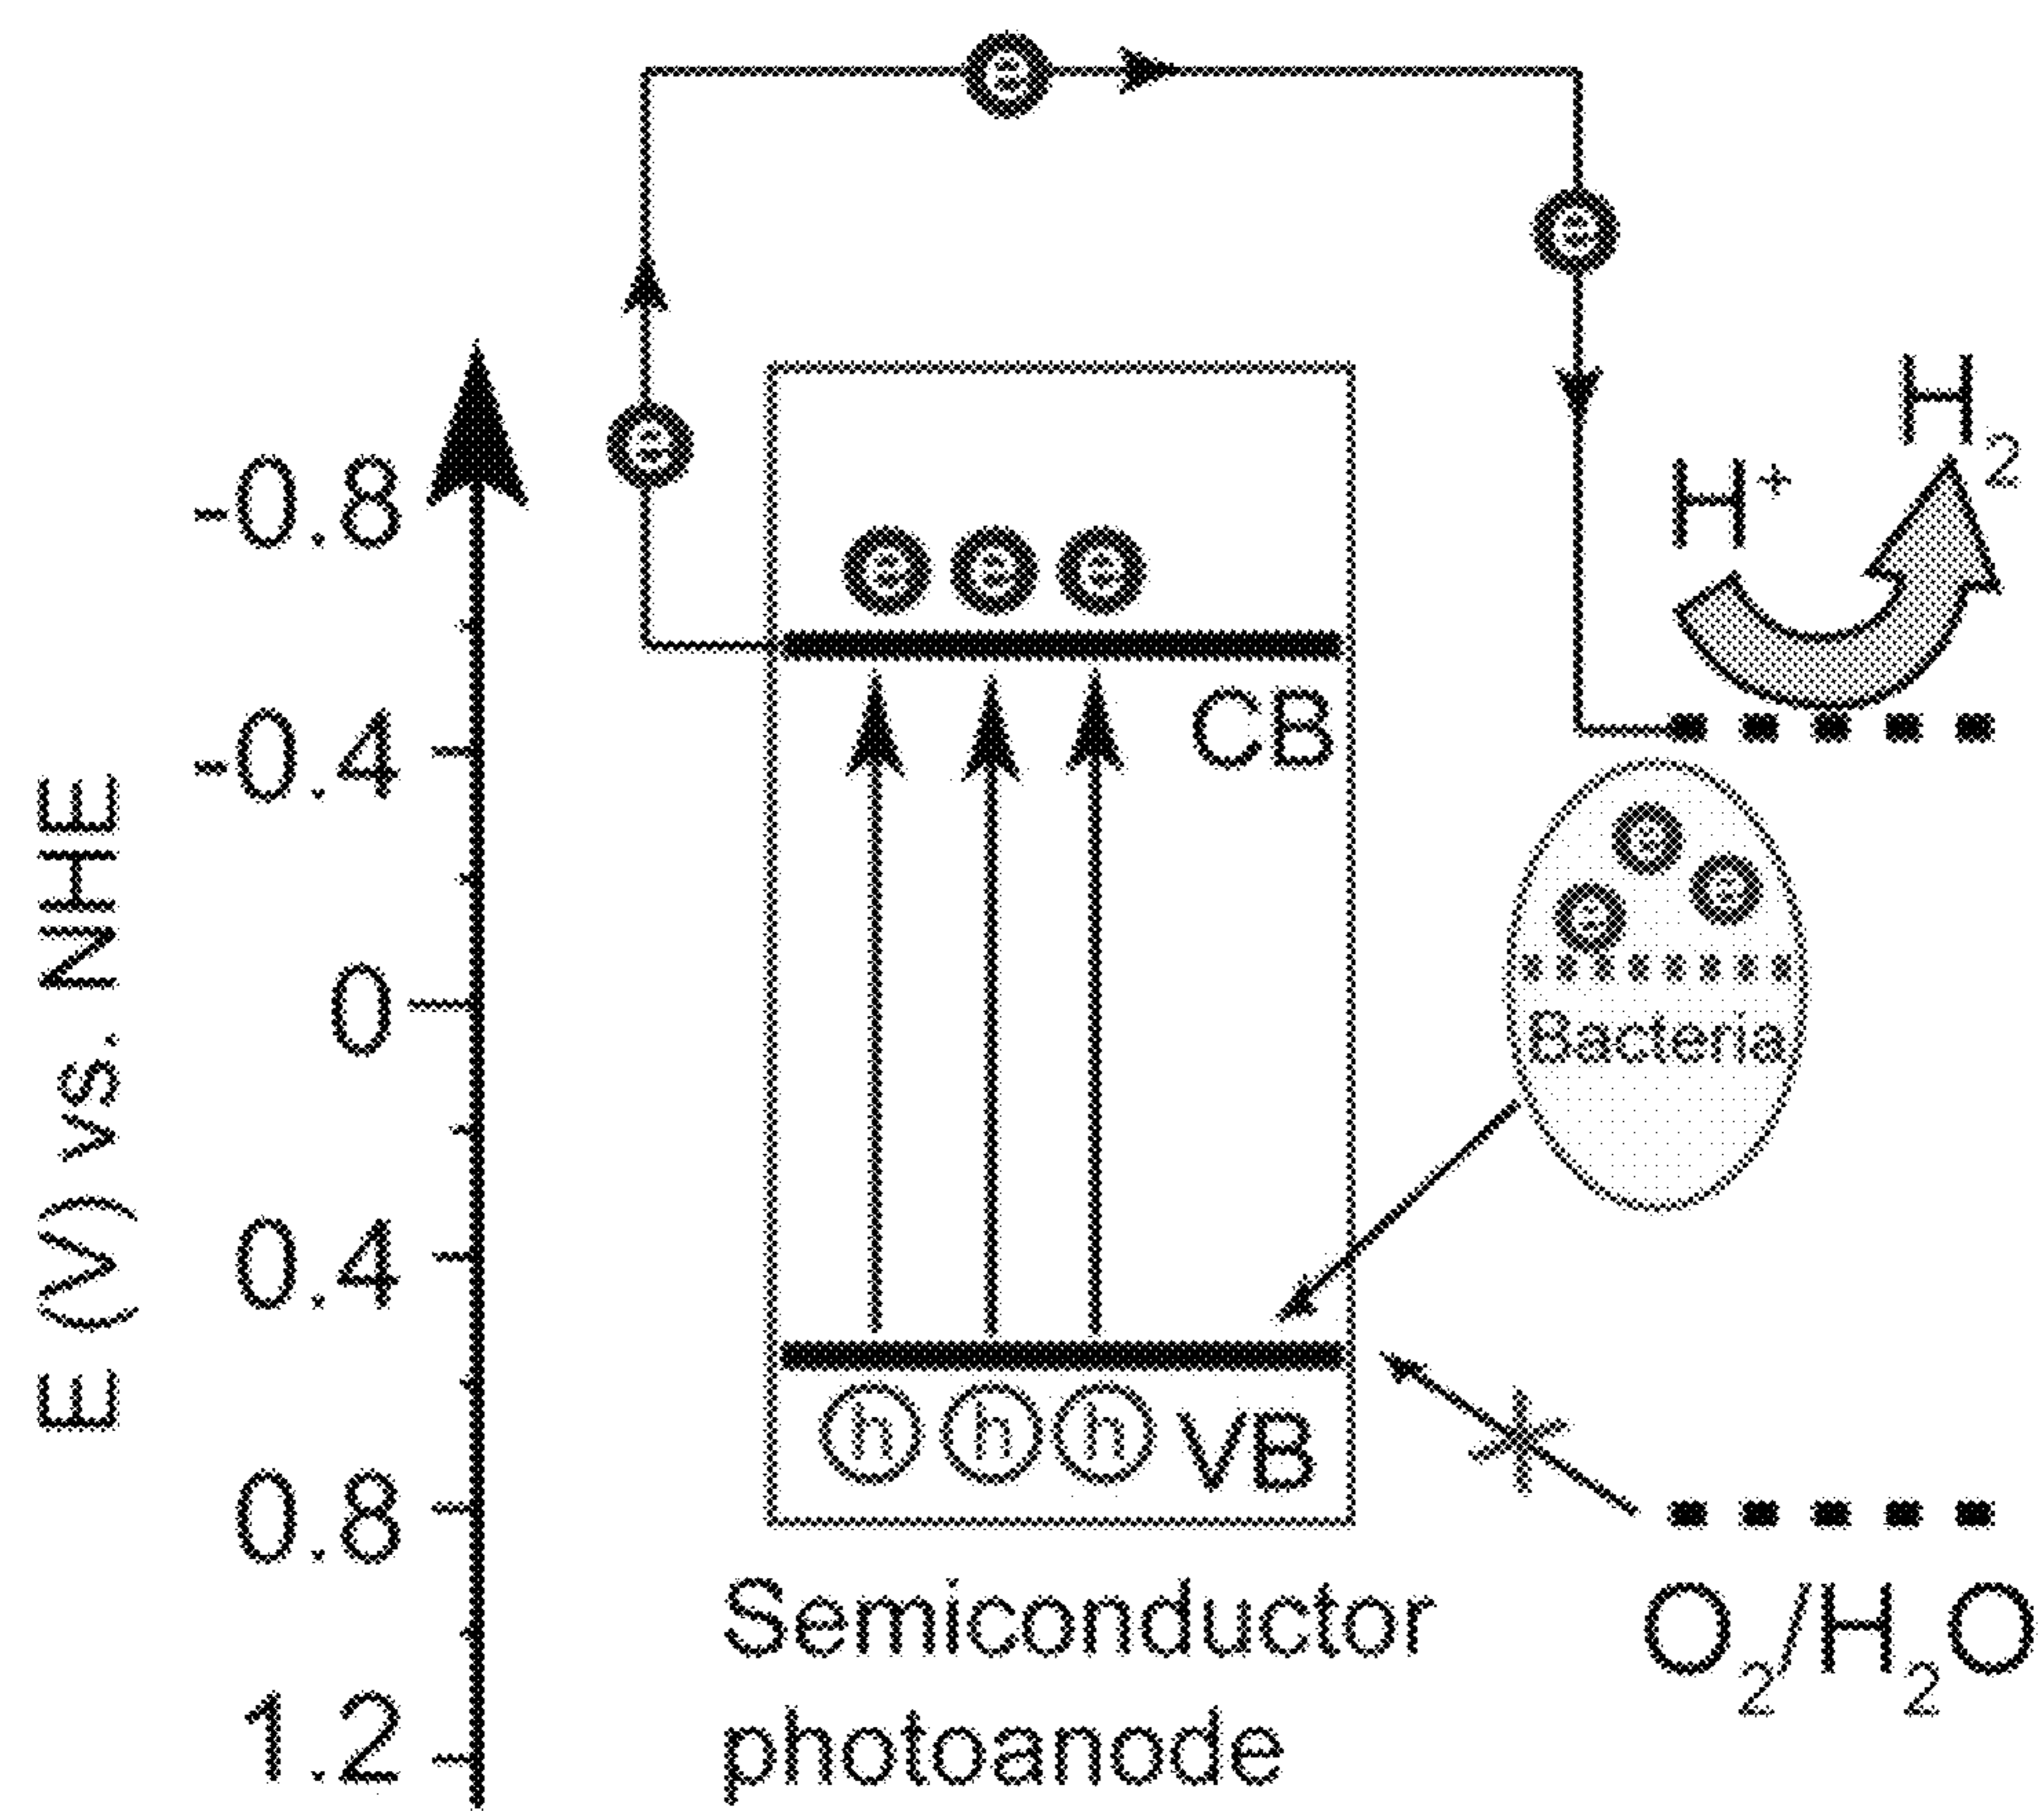 E (V) vs. NHE
-0.8
-0.4
0
0.4
0.8
1.2
e
e
e
e e e
CB
H⁺
H₂
e
e
e
Bacteria
h h h
VB
O₂/H₂O
Semiconductor
photoanode